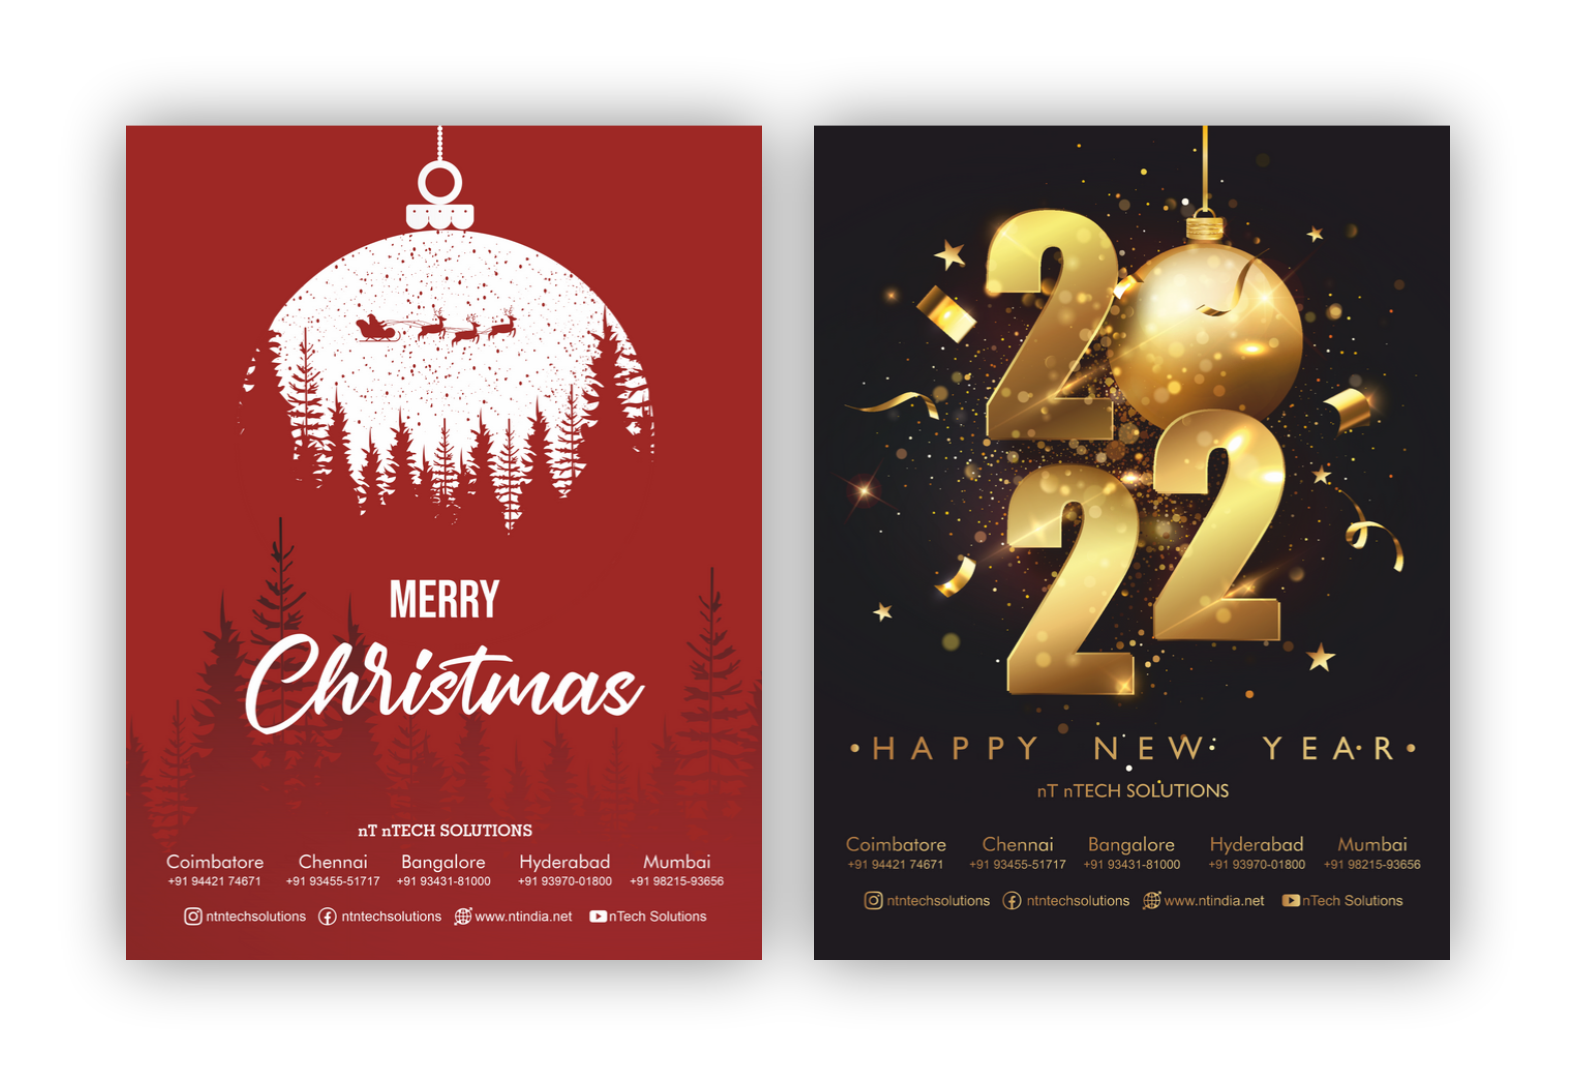 MERRY
Christmas
nT nTECH SOLUTIONS
Coimbatore Chennai Bangalore Hyderabad Mumbai
+91 94421 74671 +91 93455-51717 +91 93431-81000 +91 93970-01800 +91 98215-93656
ntntechsolutions ntntechsolutions www.ntindia.net nTech Solutions
2022
HAPPY NEW YEAR
nT nTECH SOLUTIONS
Coimbatore Chennai Bangalore Hyderabad Mumbai
+91 94421 74671 +91 93455-51717 +91 93431-81000 +91 93970-01800 +91 98215-93656
ntntechsolutions ntntechsolutions www.ntindia.net nTech Solutions